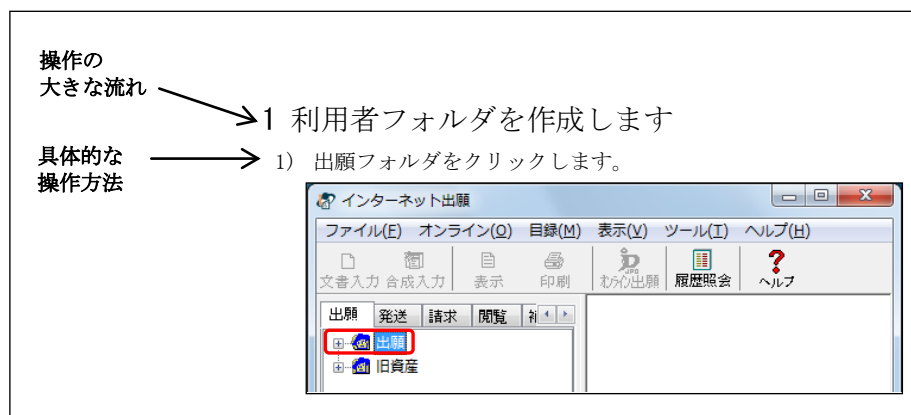 操作の
大きな流れ
1 利用者フォルダを作成します
具体的な
操作方法
1) 出願フォルダをクリックします。
インターネット出願
ファイル(F) オンライン(O) 目録(M) 表示(V) ツール(T) ヘルプ(H)
文書入力 合成入力 表示 印刷 ひらめき出願 履歴照会 ヘルプ
出願 発送 請求 閲覧
出願
旧資産